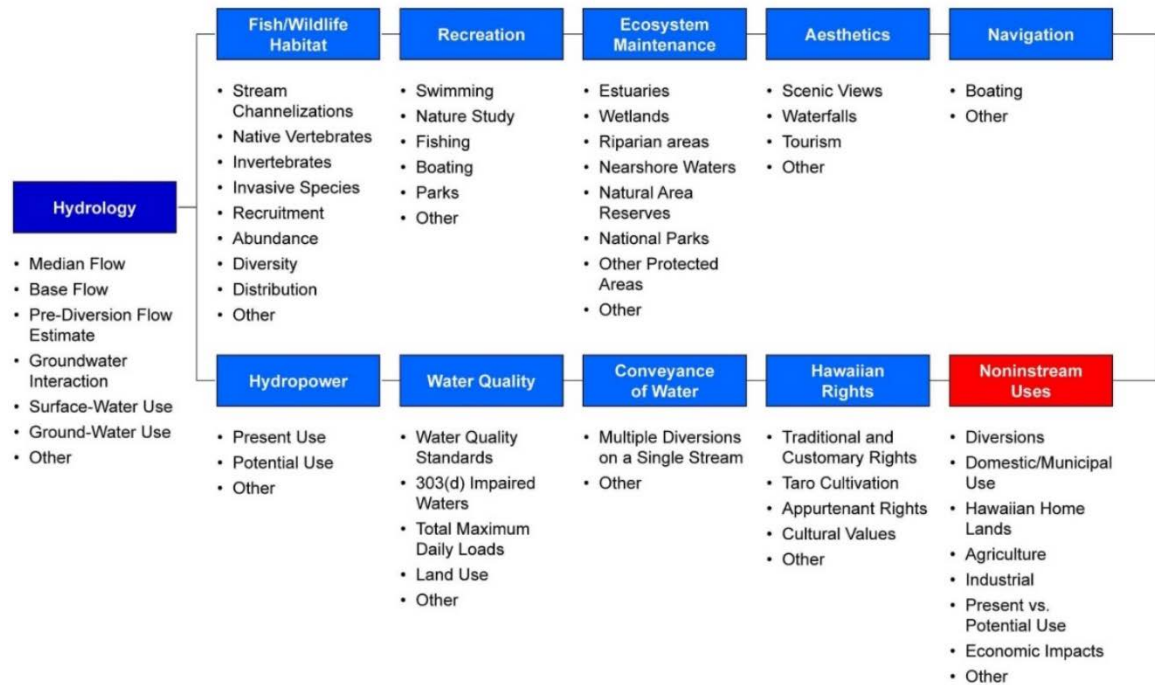 Fish/Wildlife
Habitat
• Stream
Channelizations
• Native Vertebrates
• Invertebrates
• Invasive Species
• Recruitment
• Abundance
• Diversity
• Distribution
• Other
Recreation
• Swimming
• Nature Study
• Fishing
• Boating
• Parks
• Other
Ecosystem
Maintenance
• Estuaries
• Wetlands
• Riparian areas
• Nearshore Waters
• Natural Area
Reserves
• National Parks
• Other Protected
Areas
• Other
Aesthetics
• Scenic Views
• Waterfalls
• Tourism
• Other
Navigation
• Boating
• Other
Hydrology
• Median Flow
• Base Flow
• Pre-Diversion Flow
Estimate
• Groundwater
Interaction
• Surface-Water Use
• Ground-Water Use
• Other
Hydropower
• Present Use
• Potential Use
• Other
Water Quality
• Water Quality
Standards
• 303(d) Impaired
Waters
• Total Maximum
Daily Loads
• Land Use
• Other
Conveyance
of Water
• Multiple Diversions
on a Single Stream
• Other
Hawaiian
Rights
• Traditional and
Customary Rights
• Taro Cultivation
• Appurtenant Rights
• Cultural Values
• Other
Noninstream
Uses
• Diversions
• Domestic/Municipal
Use
• Hawaiian Home
Lands
• Agriculture
• Industrial
• Present vs.
Potential Use
• Economic Impacts
• Other